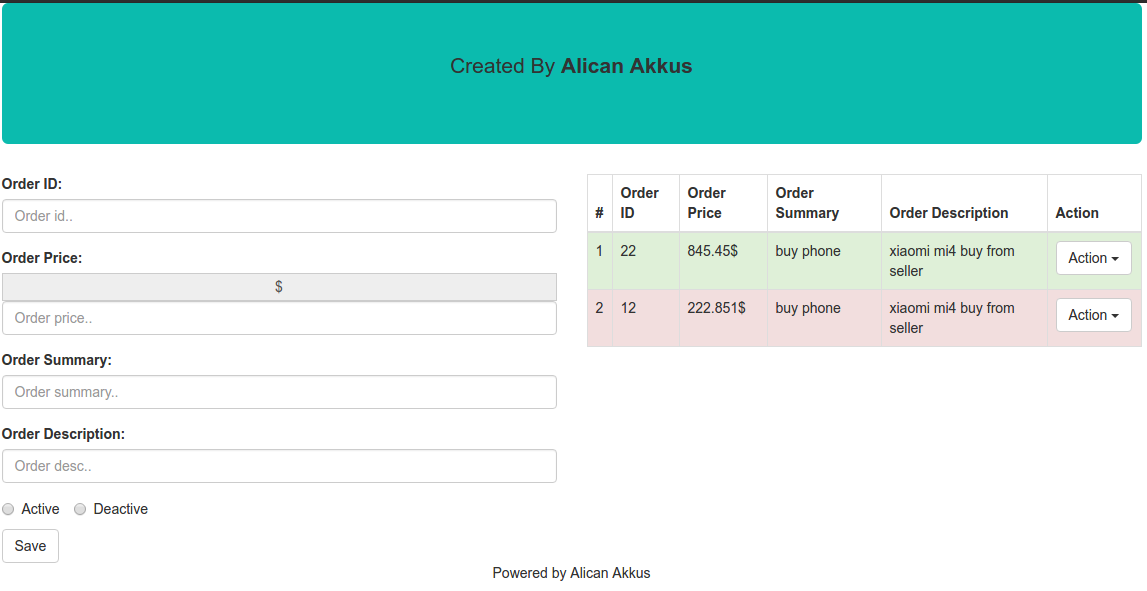 Created By Alican Akkus
Order ID:
Order id..
Order Price:
$
Order price..
Order Summary:
Order summary..
Order Description:
Order desc..
Active Deactive
Save
# Order ID Order Price Order Summary Order Description Action
1 22 845.45$ buy phone xiaomi mi4 buy from seller Action
2 12 222.851$ buy phone xiaomi mi4 buy from seller Action
Powered by Alican Akkus